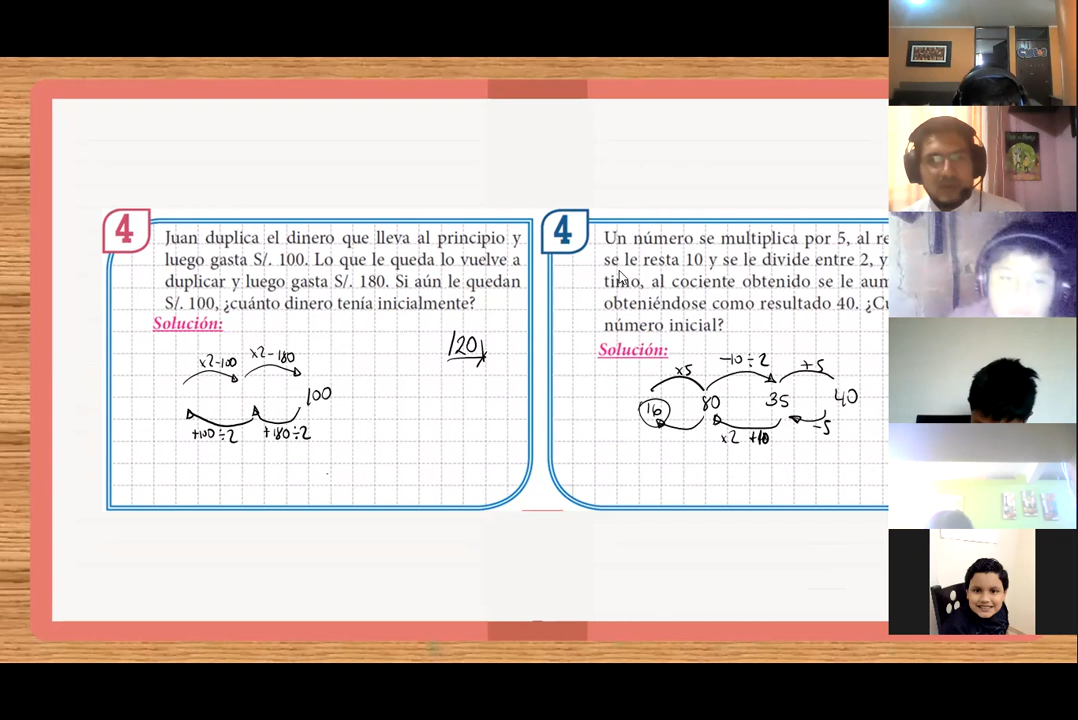 4
Juan duplica el dinero que lleva al principio y
luego gasta S/. 100. Lo que le queda lo vuelve a
duplicar y luego gasta S/. 180. Si aún le quedan
S/. 100, ¿cuánto dinero tenía inicialmente?
Solución:
120
x2-100 x2-180
100
+100÷2 +180÷2
4
Un número se multiplica por 5, al re
se le resta 10 y se le divide entre 2, y
timo, al cociente obtenido se le au
obteniéndose como resultado 40. ¿C
número inicial?
Solución:
x5 -10÷2 +5
16 80 35 40
x2 +10 -5